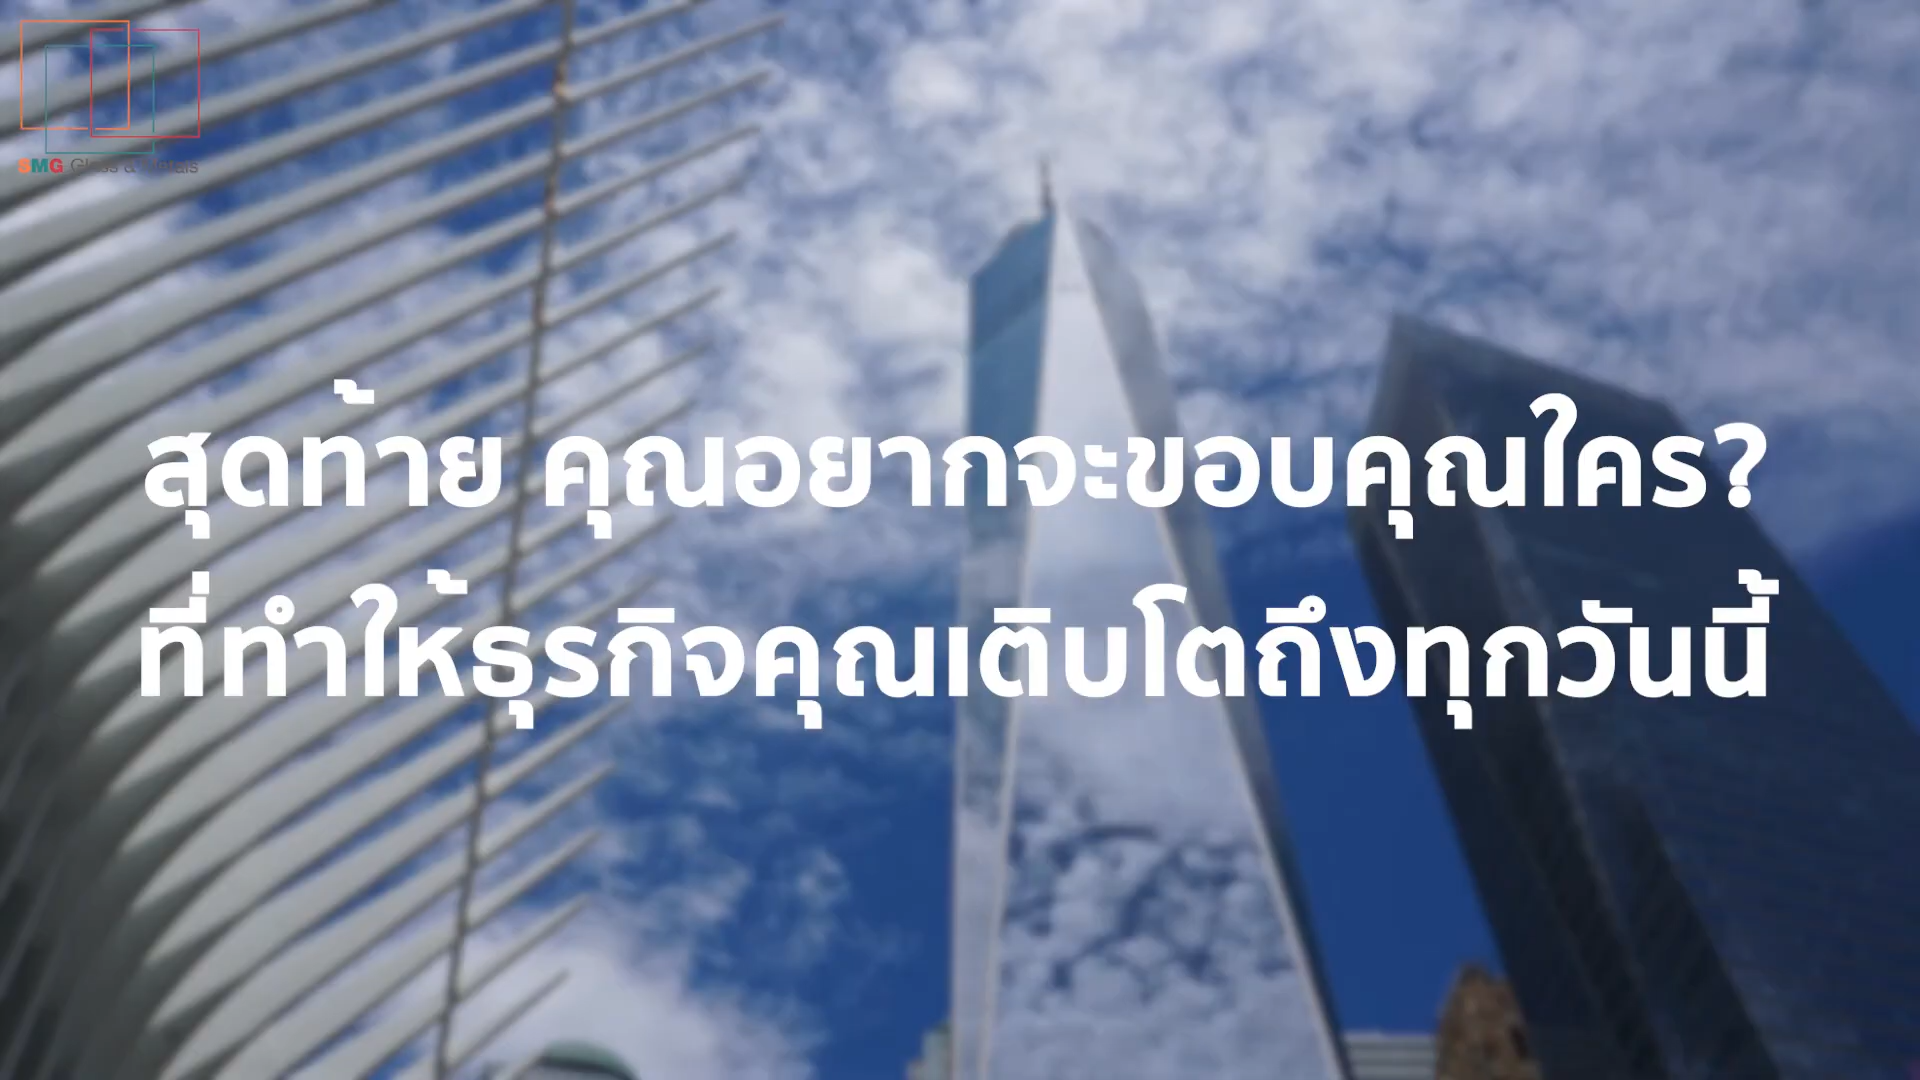 SMG Glass & Metals
สุดท้าย คุณอยากจะขอบคุณใคร?
ที่ทำให้ธุรกิจคุณเติบโตถึงทุกวันนี้